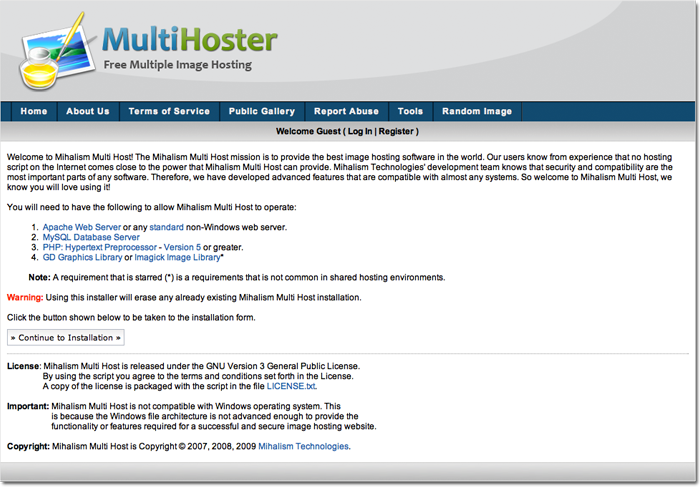 MultiHoster
Free Multiple Image Hosting
Home About Us Terms of Service Public Gallery Report Abuse Tools Random Image
Welcome Guest ( Log In | Register )
Welcome to Mihalism Multi Host! The Mihalism Multi Host mission is to provide the best image hosting software in the world. Our users know from experience that no hosting
script on the Internet comes close to the power that Mihalism Multi Host can provide. Mihalism Technologies' development team knows that security and compatibility are the
most important parts of any software. Therefore, we have developed advanced features that are compatible with almost any systems. So welcome to Mihalism Multi Host, we
know you will love using it!
You will need to have the following to allow Mihalism Multi Host to operate:
1. Apache Web Server or any standard non-Windows web server.
2. MySQL Database Server
3. PHP: Hypertext Preprocessor - Version 5 or greater.
4. GD Graphics Library or Imagick Image Library*
Note: A requirement that is starred (*) is a requirements that is not common in shared hosting environments.
Warning: Using this installer will erase any already existing Mihalism Multi Host installation.
Click the button shown below to be taken to the installation form.
» Continue to Installation »
License: Mihalism Multi Host is released under the GNU Version 3 General Public License.
By using the script you agree to the terms and conditions set forth in the License.
A copy of the license is packaged with the script in the file LICENSE.txt.
Important: Mihalism Multi Host is not compatible with Windows operating system. This
is because the Windows file architecture is not advanced enough to provide the
functionality or features required for a successful and secure image hosting website.
Copyright: Mihalism Multi Host is Copyright © 2007, 2008, 2009 Mihalism Technologies.